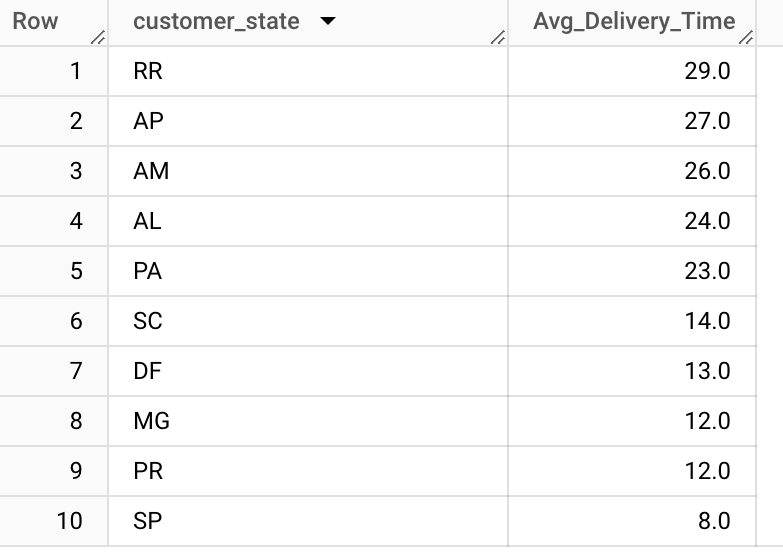 Row customer_state Avg_Delivery_Time
1 RR 29.0
2 AP 27.0
3 AM 26.0
4 AL 24.0
5 PA 23.0
6 SC 14.0
7 DF 13.0
8 MG 12.0
9 PR 12.0
10 SP 8.0